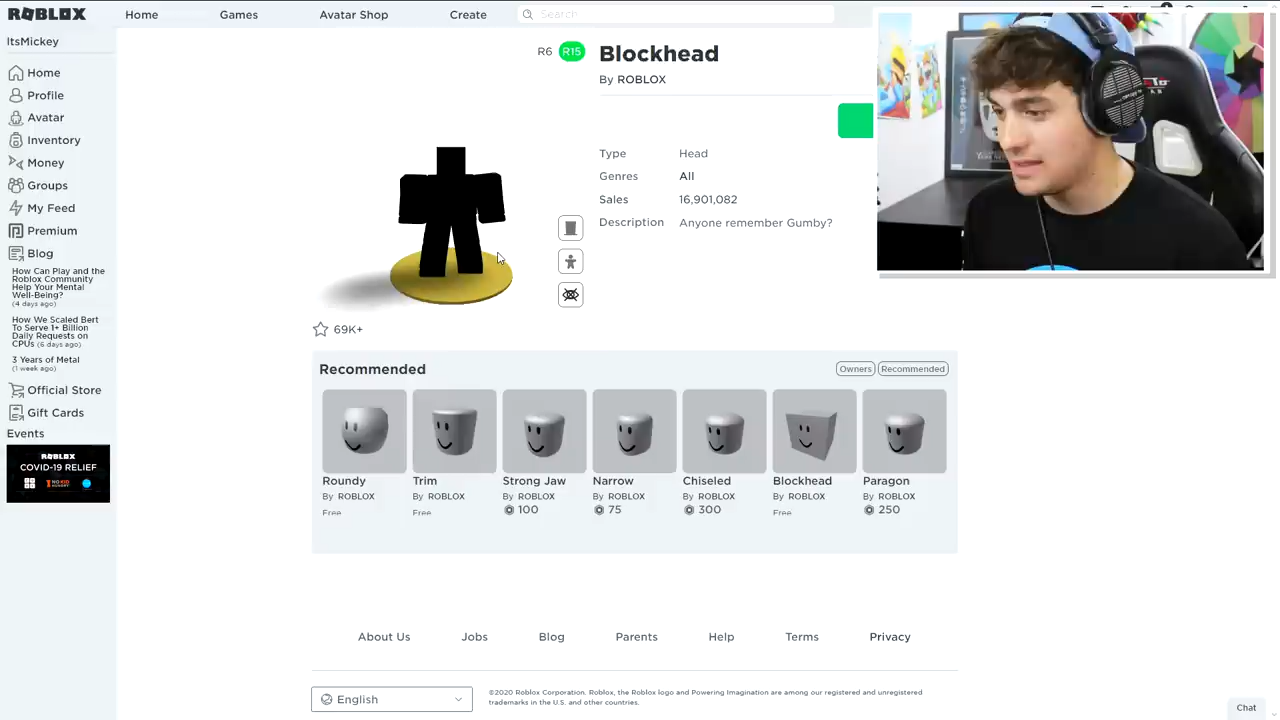 ROBLOX
Home
Games
Avatar Shop
Create
Search
ItsMickey
Home
Profile
Avatar
Inventory
Money
Groups
My Feed
Premium
Blog
How Can Play and the
Roblox Community
Help Your Mental
Well-Being?
(4 days ago)
How We Scaled Bert
To Serve 1+ Billion
Daily Requests on
CPUs (6 days ago)
3 Years of Metal
(1 week ago)
Official Store
Gift Cards
Events
ROBLOX
COVID-19 RELIEF
NO KID
HUNGRY
R6 R15
Blockhead
By ROBLOX
Type Head
Genres All
Sales 16,901,082
Description Anyone remember Gumby?
69K+
Recommended
Owners
Recommended
Roundy
By ROBLOX
Free
Trim
By ROBLOX
Free
Strong Jaw
By ROBLOX
100
Narrow
By ROBLOX
75
Chiseled
By ROBLOX
300
Blockhead
By ROBLOX
Free
Paragon
By ROBLOX
250
About Us
Jobs
Blog
Parents
Help
Terms
Privacy
English
©2020 Roblox Corporation. Roblox, the Roblox logo and Powering Imagination are among our registered and unregistered
trademarks in the U.S. and other countries.
Chat